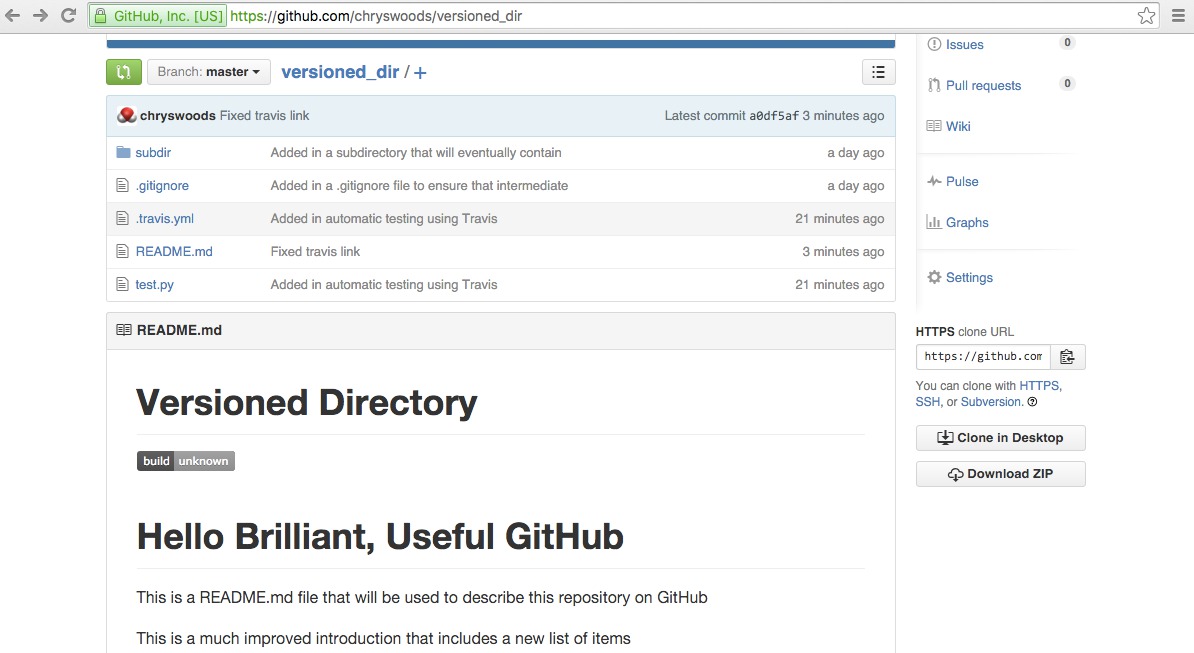 GitHub, Inc. [US] https://github.com/chryswoods/versioned_dir
Branch: master versioned_dir / +
chryswoods Fixed travis link Latest commit a0df5af 3 minutes ago
subdir Added in a subdirectory that will eventually contain a day ago
.gitignore Added in a .gitignore file to ensure that intermediate a day ago
.travis.yml Added in automatic testing using Travis 21 minutes ago
README.md Fixed travis link 3 minutes ago
test.py Added in automatic testing using Travis 21 minutes ago
README.md
Versioned Directory
build unknown
Hello Brilliant, Useful GitHub
This is a README.md file that will be used to describe this repository on GitHub
This is a much improved introduction that includes a new list of items
Issues 0
Pull requests 0
Wiki
Pulse
Graphs
Settings
HTTPS clone URL
https://github.com
You can clone with HTTPS,
SSH, or Subversion.
Clone in Desktop
Download ZIP